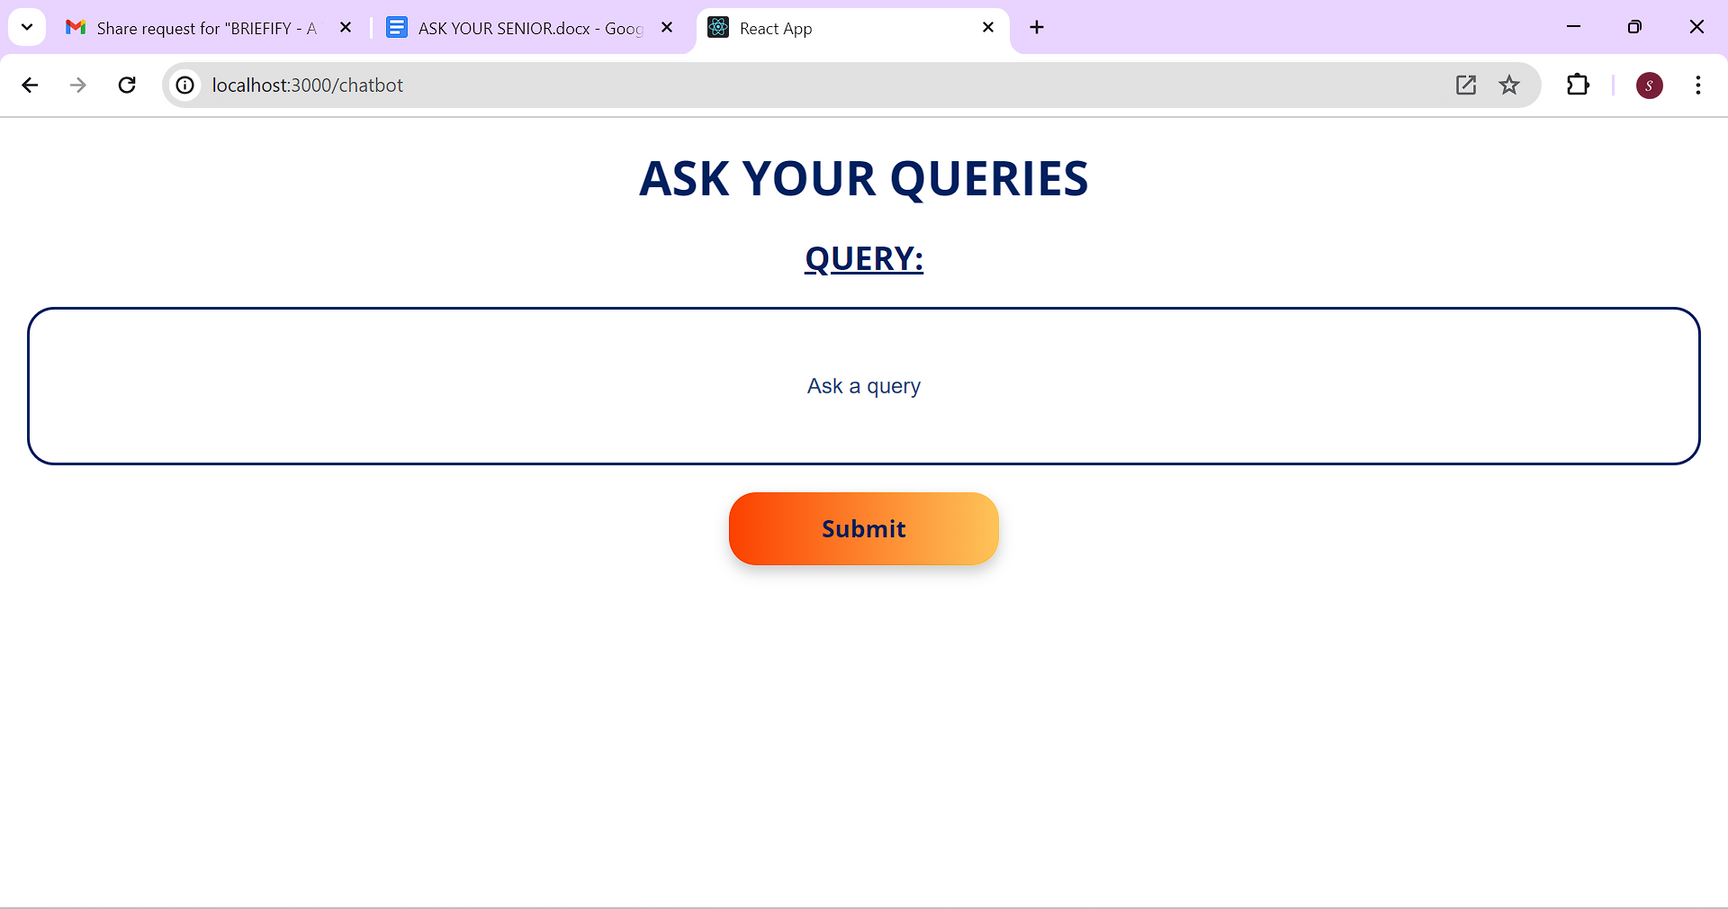 Share request for "BRIEFIFY - A
ASK YOUR SENIOR.docx - Goog
React App
localhost:3000/chatbot
S
ASK YOUR QUERIES
QUERY:
Ask a query
Submit